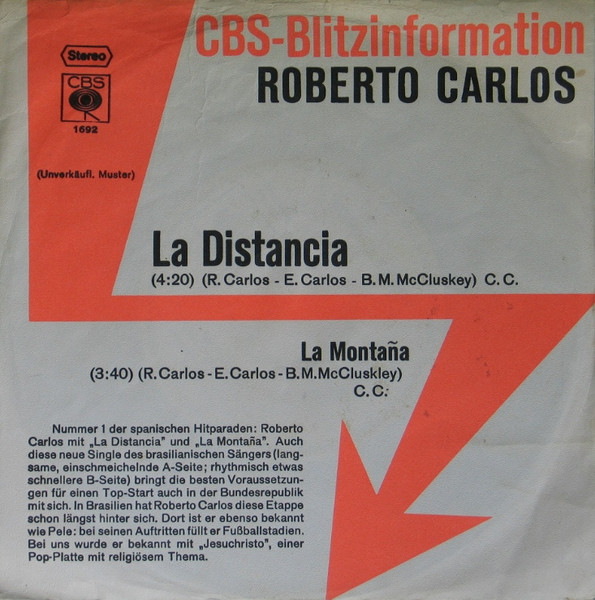 CBS-Blitzinformation
ROBERTO CARLOS
Stereo
CBS
1692
(Unverkäufl. Muster)
La Distancia
(4:20) (R. Carlos - E. Carlos - B. M. McCluskey) C. C.
La Montaña
(3:40) (R. Carlos - E. Carlos - B. M. McCluskley)
C. C.
Nummer 1 der spanischen Hitparaden: Roberto
Carlos mit „La Distancia" und „La Montaña". Auch
diese neue Single des brasilianischen Sängers (lang-
same, einschmeichelnde A-Seite; rhythmisch etwas
schnellere B-Seite) bringt die besten Voraussetzun-
gen für einen Top-Start auch in der Bundesrepublik
mit sich. In Brasilien hat Roberto Carlos diese Etappe
schon längst hinter sich. Dort ist er ebenso bekannt
wie Pele: bei seinen Auftritten füllt er Fußballstadien.
Bei uns wurde er bekannt mit „Jesuchristo", einer
Pop-Platte mit religiösem Thema.